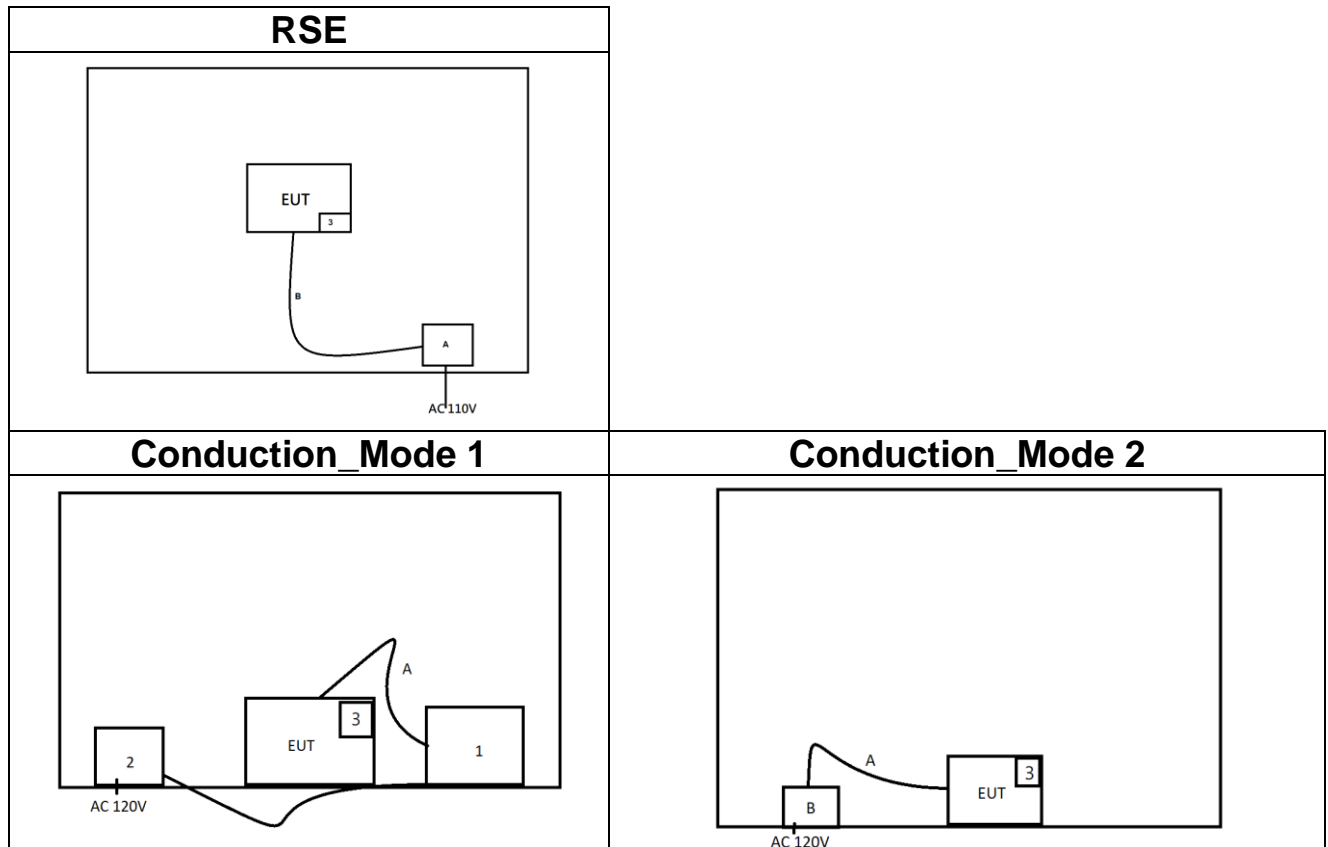 RSE
EUT
3
B
A
AC 110V
Conduction_Mode 1
Conduction_Mode 2
A
3
EUT
1
2
AC 120V
A
3
EUT
B
AC 120V